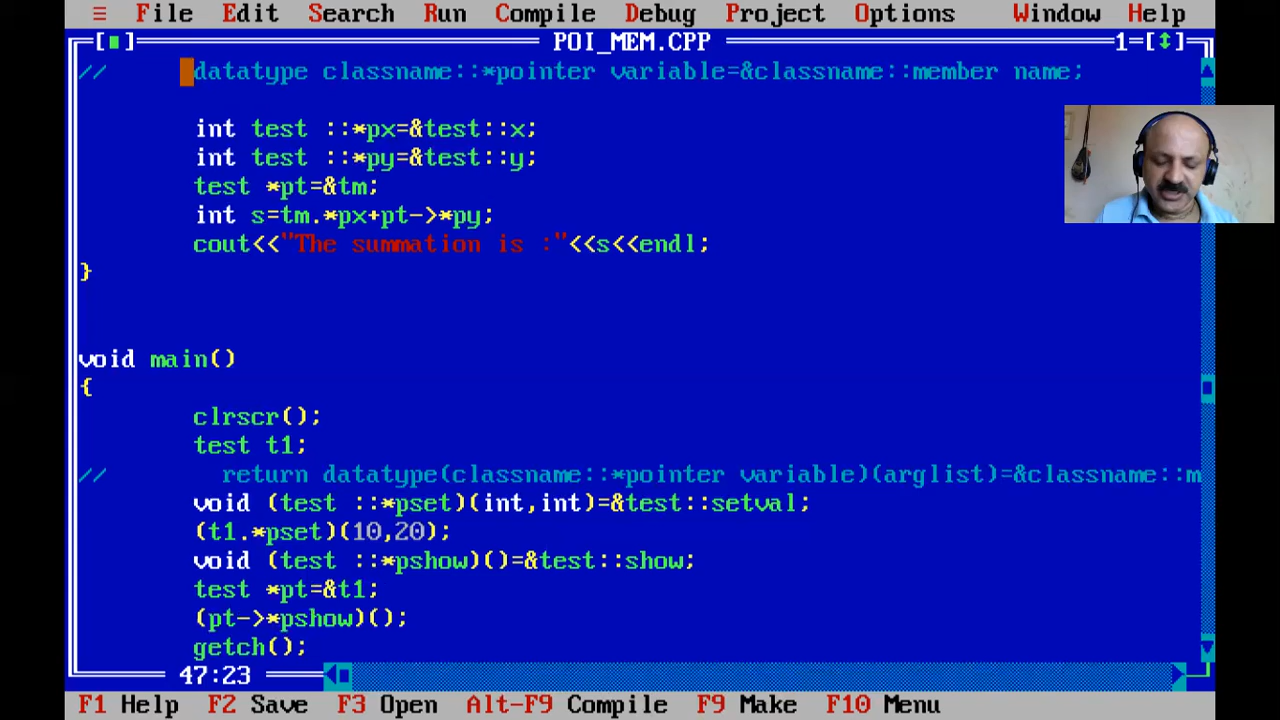 ≡ File Edit Search Run Compile Debug Project Options Window Help
[■] POI_MEM.CPP 1=[↕]
// datatype classname::*pointer variable=&classname::member name;
int test ::*px=&test::x;
int test ::*py=&test::y;
test *pt=&tm;
int s=tm.*px+pt->*py;
cout<<"The summation is :"<<s<<endl;
}
void main()
{
clrscr();
test t1;
// return datatype(classname::*pointer variable)(arglist)=&classname::m
void (test ::*pset)(int,int)=&test::setval;
(t1.*pset)(10,20);
void (test ::*pshow)()=&test::show;
test *pt=&t1;
(pt->*pshow)();
getch();
47:23
F1 Help F2 Save F3 Open Alt-F9 Compile F9 Make F10 Menu